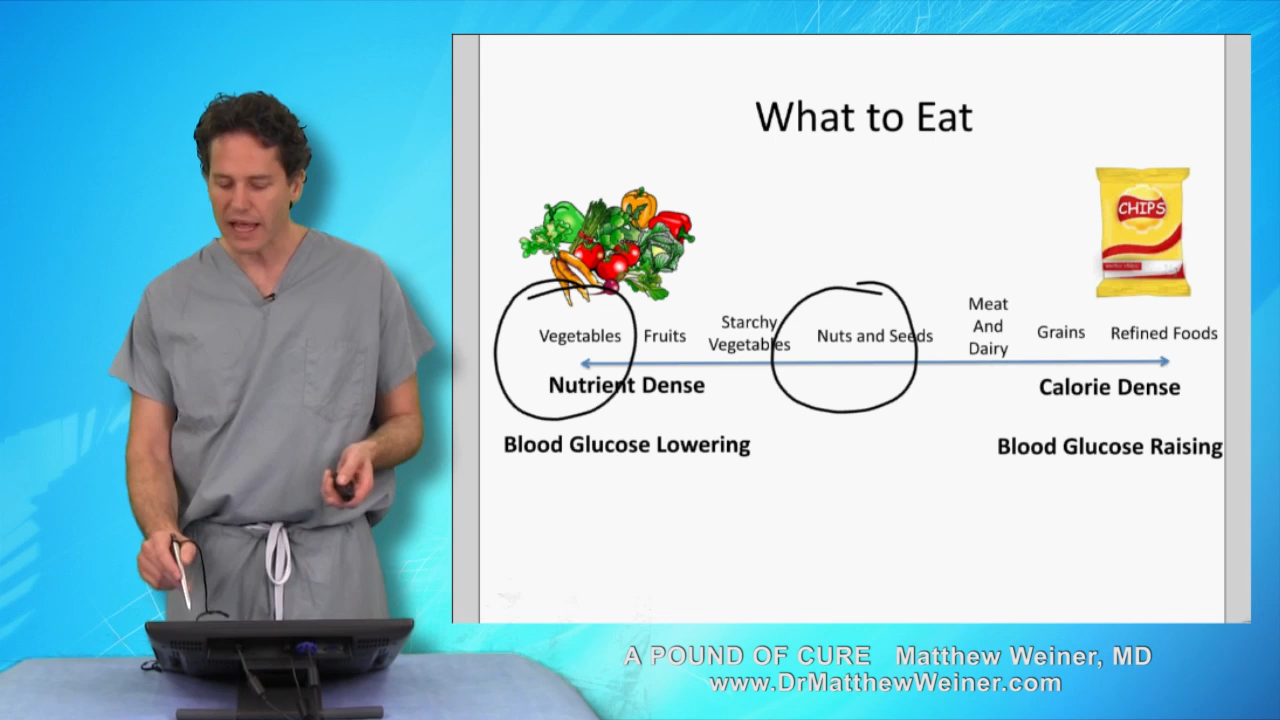 What to Eat
CHIPS
Vegetables
Fruits
Starchy
Vegetables
Nuts and Seeds
Meat
And
Dairy
Grains
Refined Foods
Nutrient Dense
Calorie Dense
Blood Glucose Lowering
Blood Glucose Raising
A POUND OF CURE Matthew Weiner, MD
www.DrMatthewWeiner.com